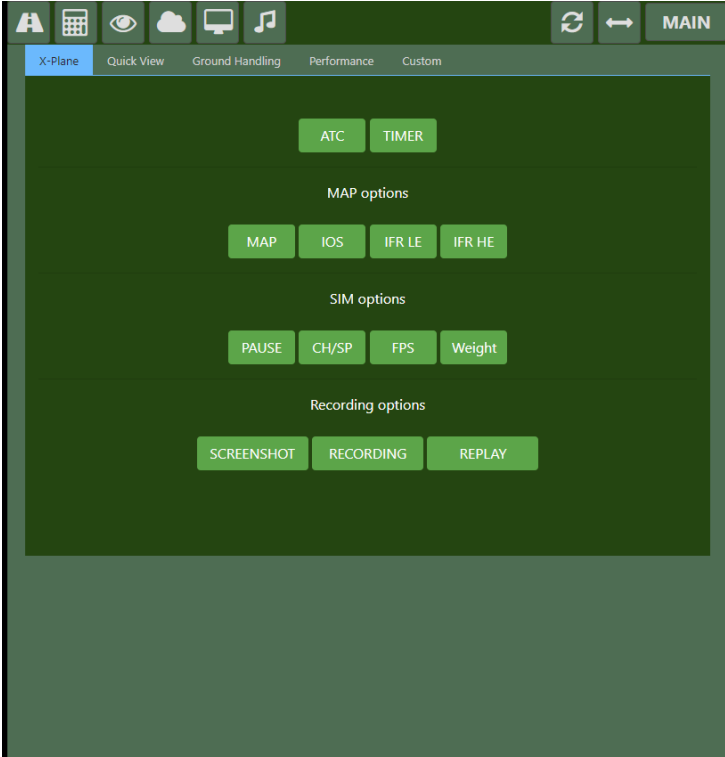 MAIN
X-Plane Quick View Ground Handling Performance Custom
ATC TIMER
MAP options
MAP IOS IFR LE IFR HE
SIM options
PAUSE CH/SP FPS Weight
Recording options
SCREENSHOT RECORDING REPLAY